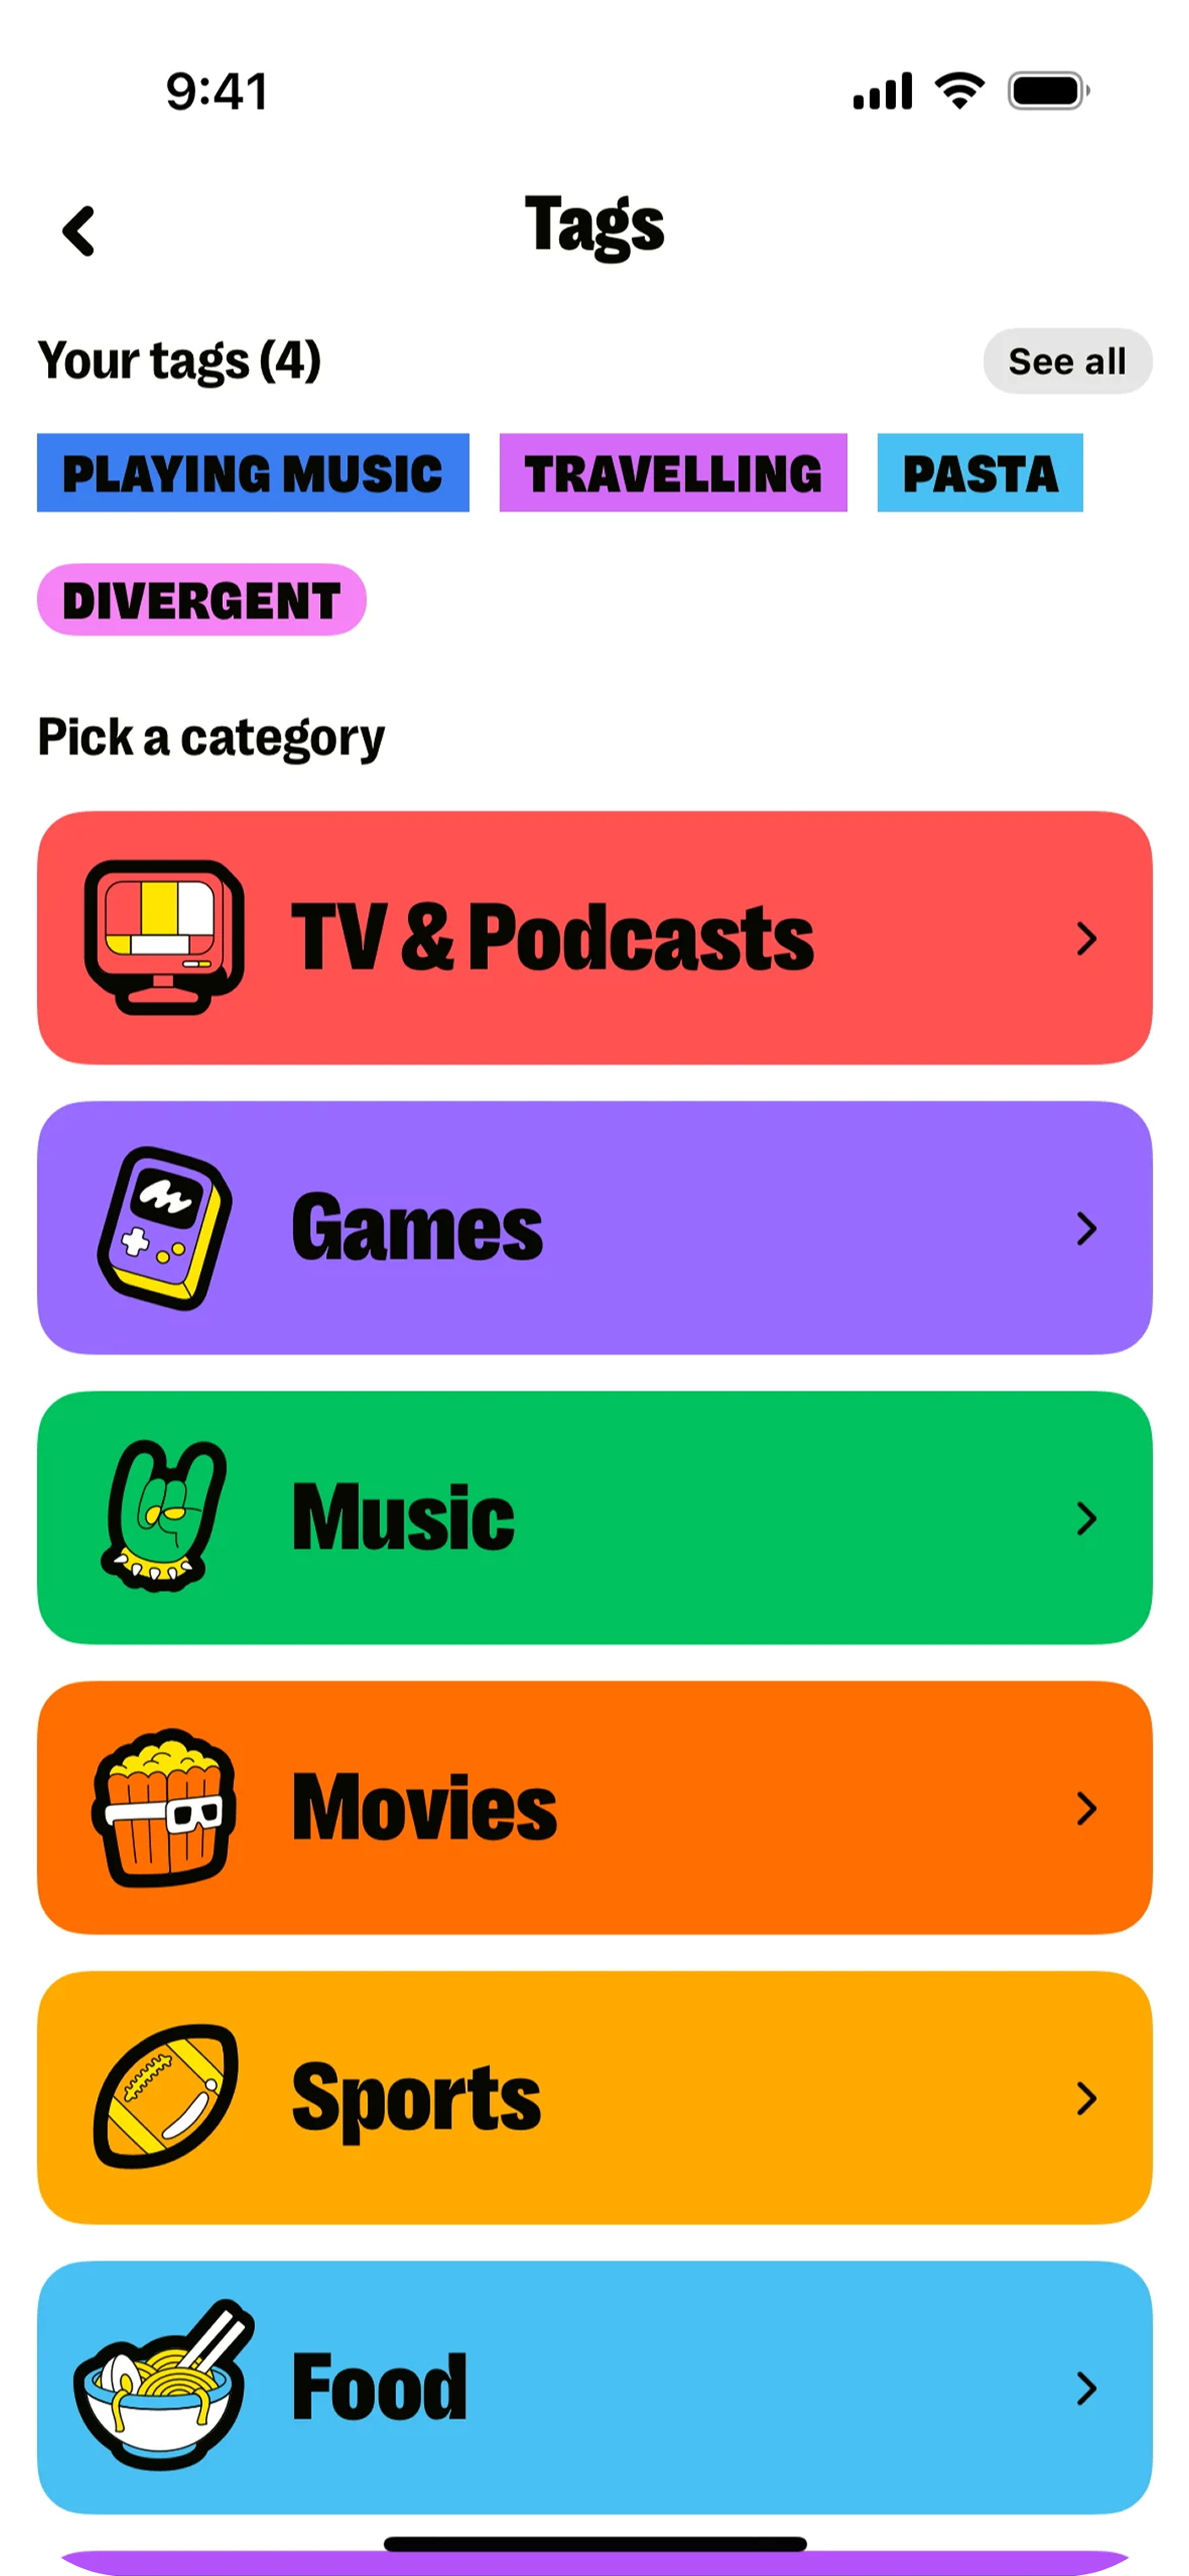 9:41
Tags
Your tags (4) See all
PLAYING MUSIC TRAVELLING PASTA
DIVERGENT
Pick a category
TV & Podcasts
Games
Music
Movies
Sports
Food